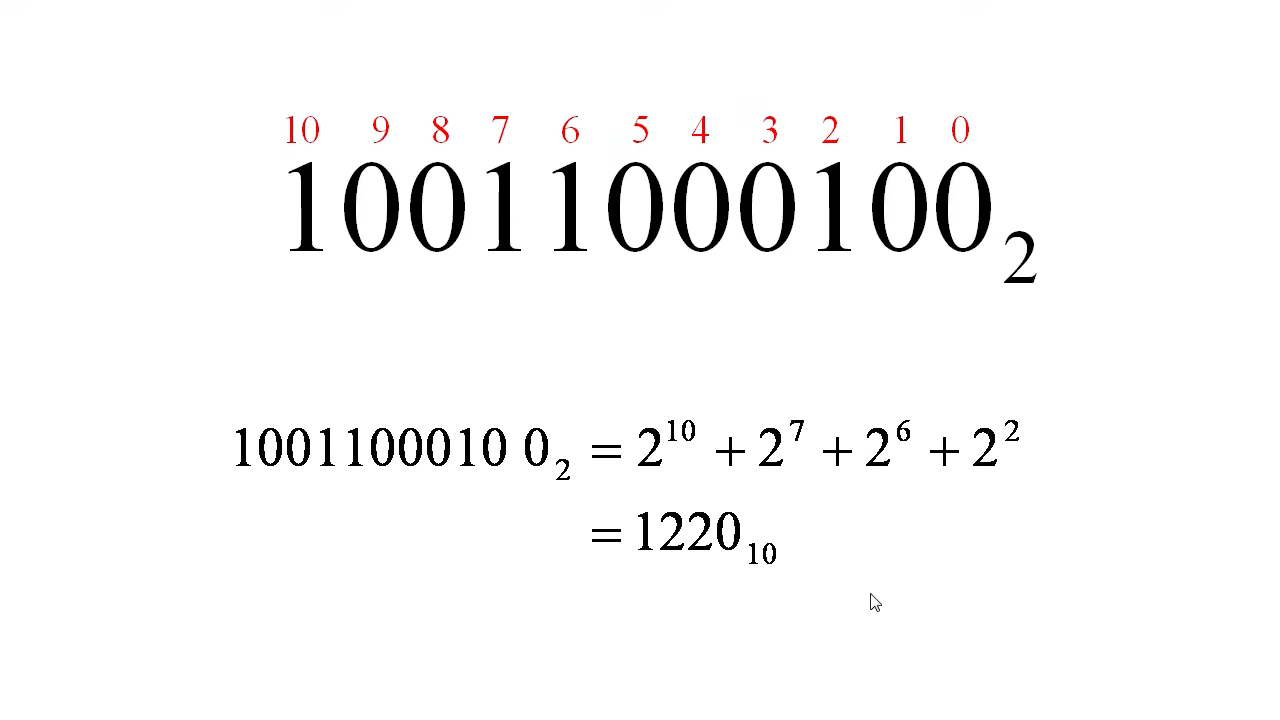 10 9 8 7 6 5 4 3 2 1 0
10011000100₂
1001100010 0₂ = 2¹⁰ + 2⁷ + 2⁶ + 2²
= 1220₁₀